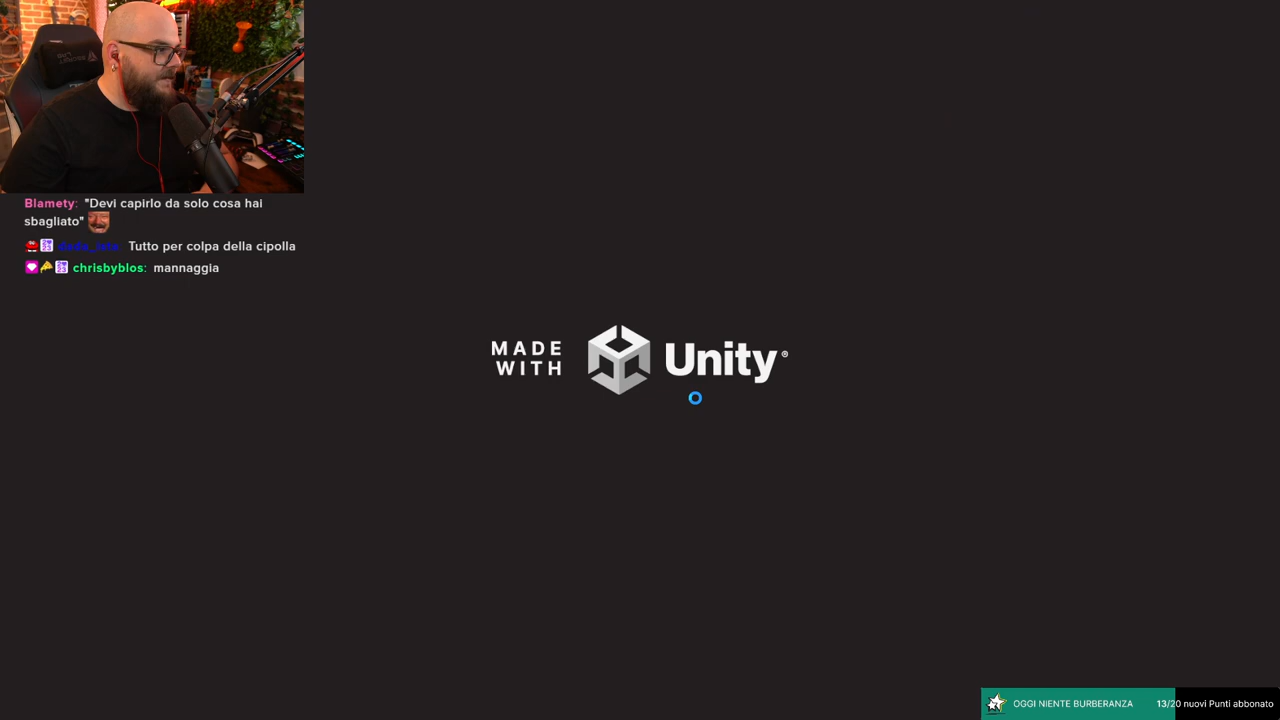 Blamety: "Devi capirlo da solo cosa hai
sbagliato"
Tutto per colpa della cipolla
chrisbyblos: mannaggia
MADE
WITH
Unity®
OGGI NIENTE BURBERANZA 13/20 nuovi Punti abbonato